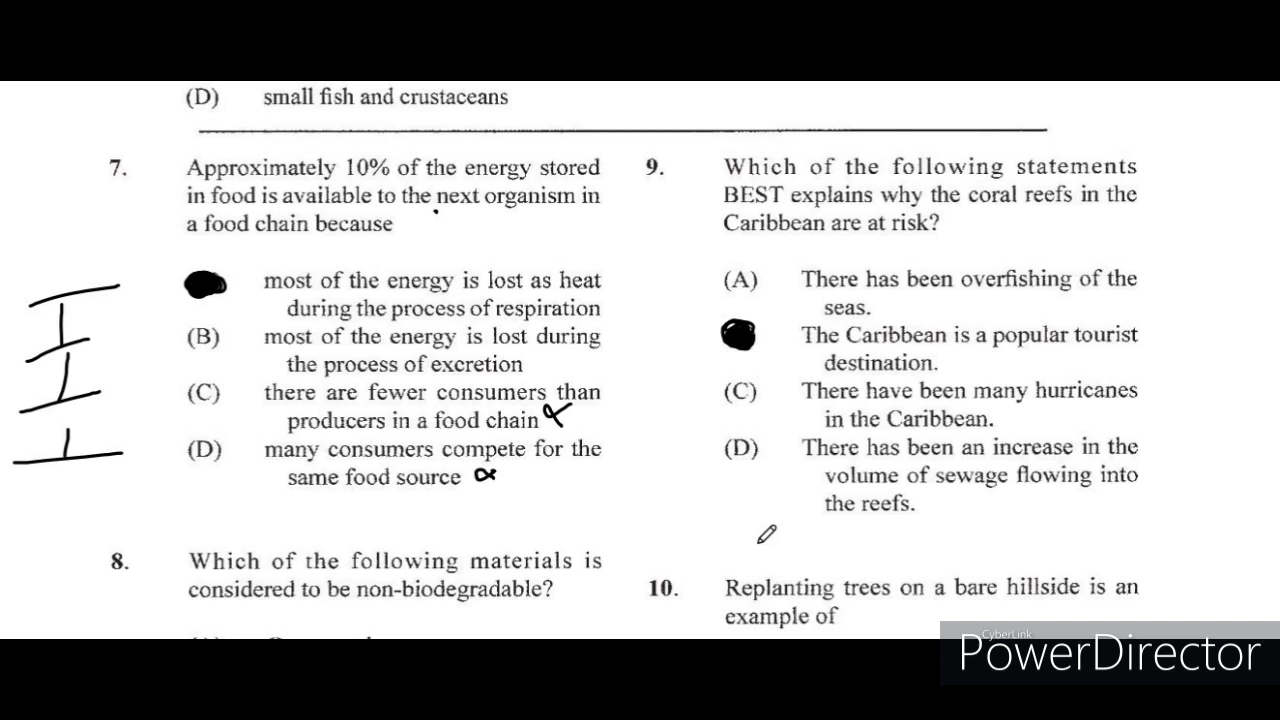 (D) small fish and crustaceans
7. Approximately 10% of the energy stored
in food is available to the next organism in
a food chain because
most of the energy is lost as heat
during the process of respiration
(B) most of the energy is lost during
the process of excretion
(C) there are fewer consumers than
producers in a food chain
(D) many consumers compete for the
same food source
8. Which of the following materials is
considered to be non-biodegradable?
9. Which of the following statements
BEST explains why the coral reefs in the
Caribbean are at risk?
(A) There has been overfishing of the
seas.
The Caribbean is a popular tourist
destination.
(C) There have been many hurricanes
in the Caribbean.
(D) There has been an increase in the
volume of sewage flowing into
the reefs.
10. Replanting trees on a bare hillside is an
example of
CyberLink
PowerDirector